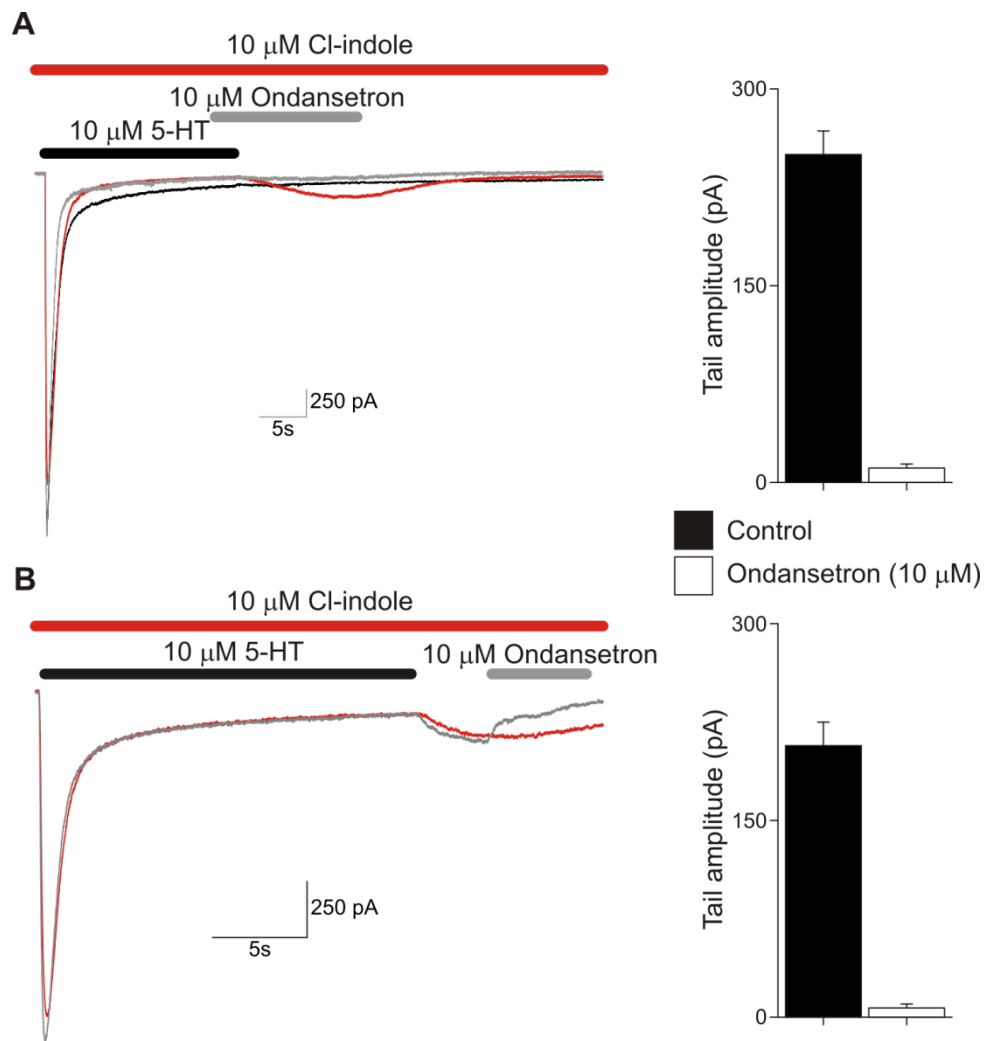 A
10 μM Cl-indole
10 μM Ondansetron
10 μM 5-HT
250 pA
5s
300
150
0
Tail amplitude (pA)
Control
Ondansetron (10 μM)
B
10 μM Cl-indole
10 μM 5-HT
10 μM Ondansetron
250 pA
5s
300
150
0
Tail amplitude (pA)